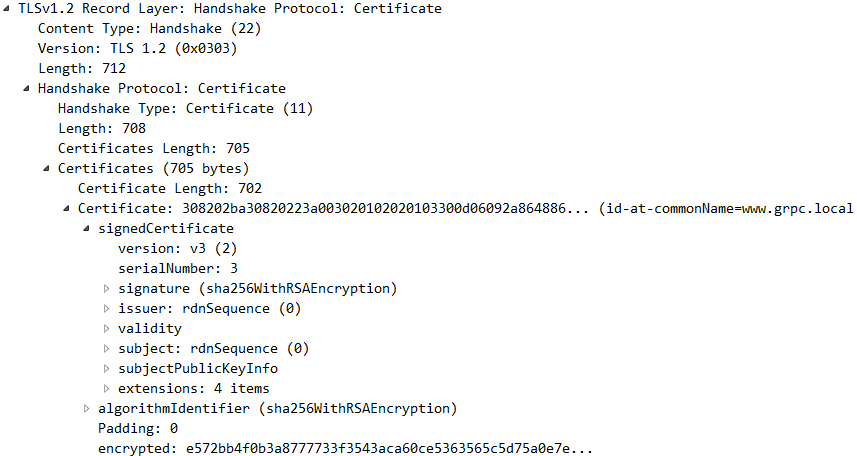 TLSv1.2 Record Layer: Handshake Protocol: Certificate
Content Type: Handshake (22)
Version: TLS 1.2 (0x0303)
Length: 712
Handshake Protocol: Certificate
Handshake Type: Certificate (11)
Length: 708
Certificates Length: 705
Certificates (705 bytes)
Certificate Length: 702
Certificate: 308202ba30820223a003020102020103300d06092a864886... (id-at-commonName=www.grpc.local
signedCertificate
version: v3 (2)
serialNumber: 3
signature (sha256WithRSAEncryption)
issuer: rdnSequence (0)
validity
subject: rdnSequence (0)
subjectPublicKeyInfo
extensions: 4 items
algorithmIdentifier (sha256WithRSAEncryption)
Padding: 0
encrypted: e572bb4f0b3a8777733f3543aca60ce5363565c5d75a0e7e...